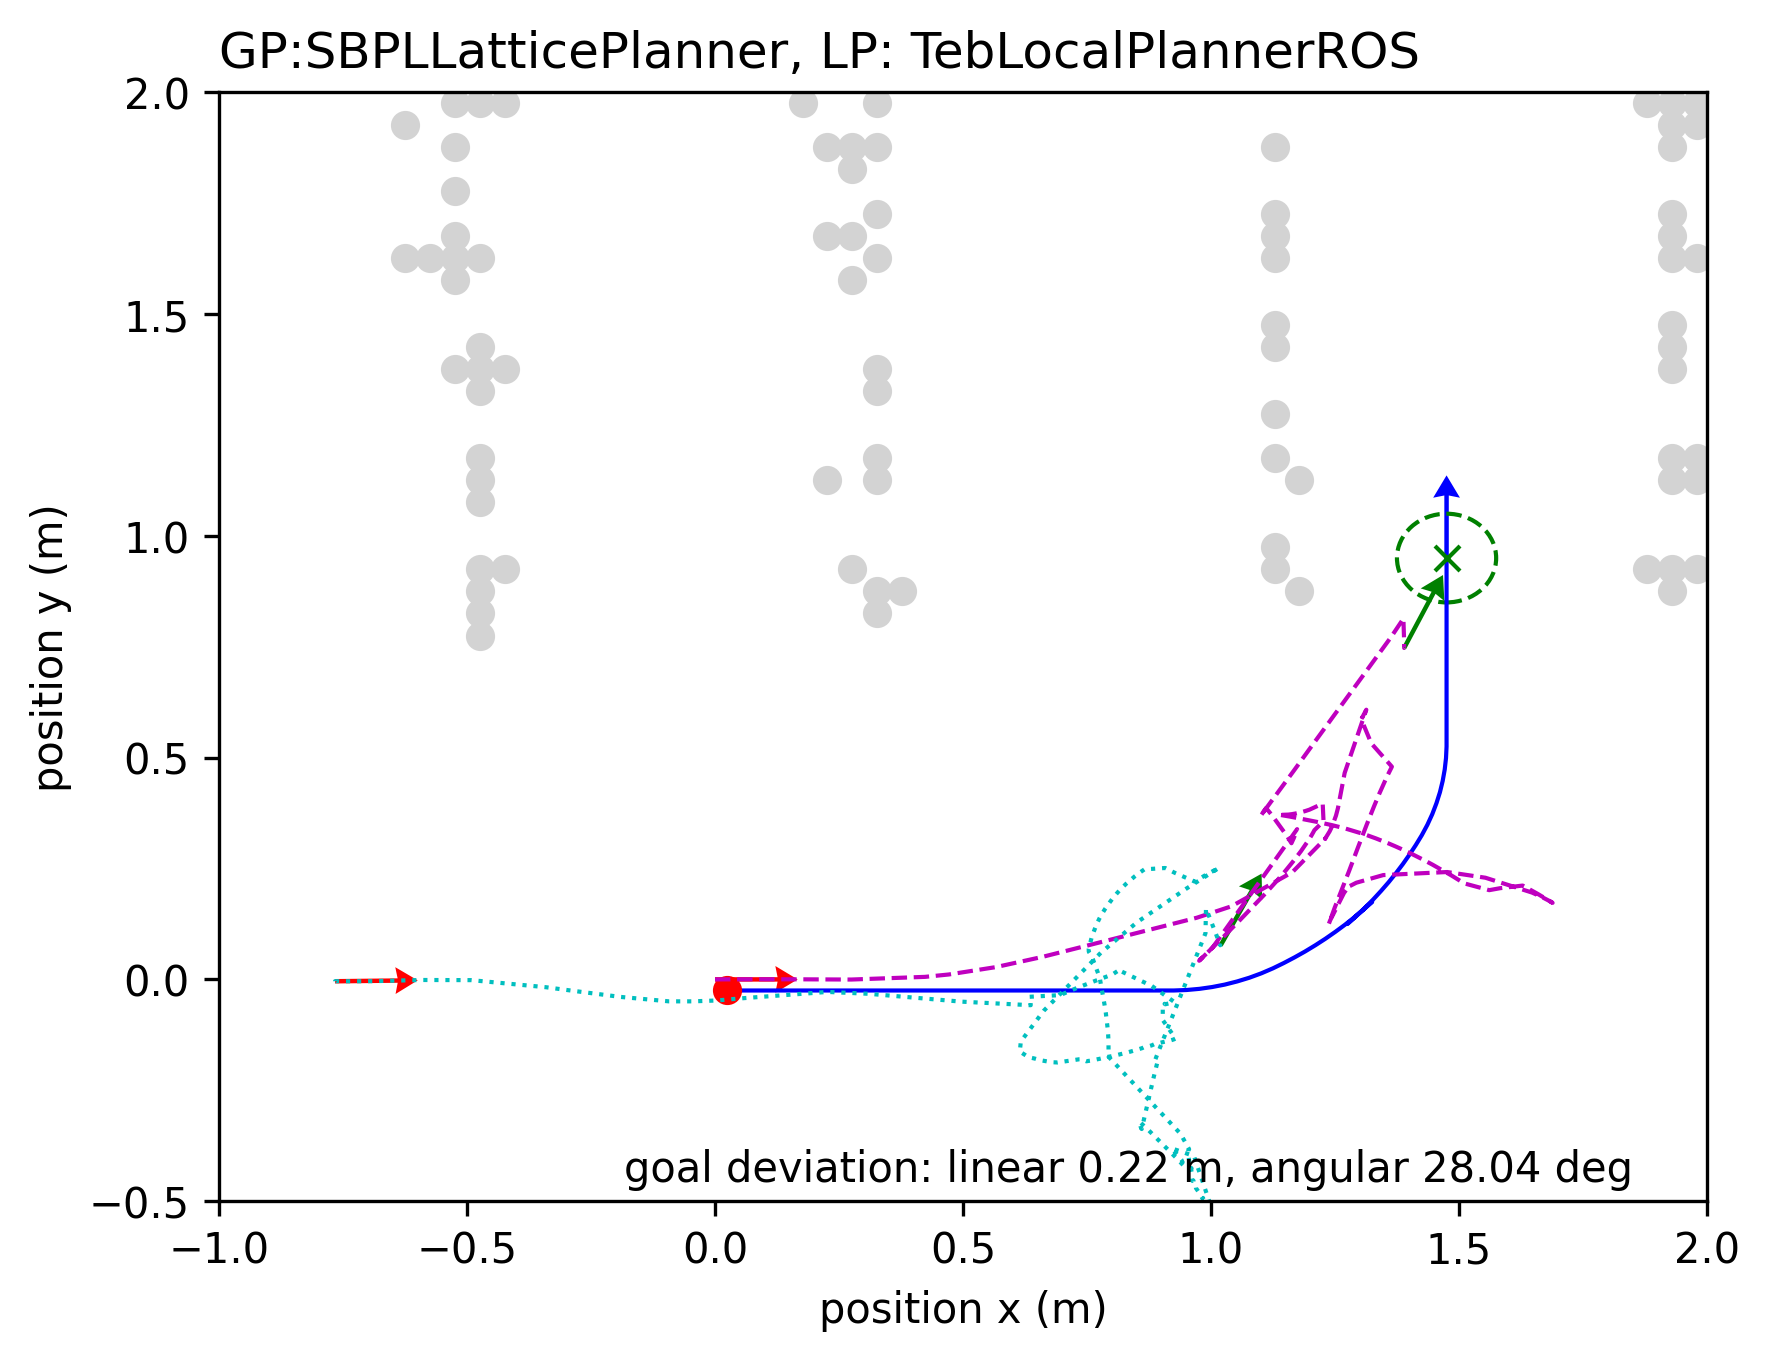 GP:SBPLLatticePlanner, LP: TebLocalPlannerROS
2.0
1.5
1.0
0.5
0.0
−0.5
position y (m)
goal deviation: linear 0.22 m, angular 28.04 deg
−1.0 −0.5 0.0 0.5 1.0 1.5 2.0
position x (m)